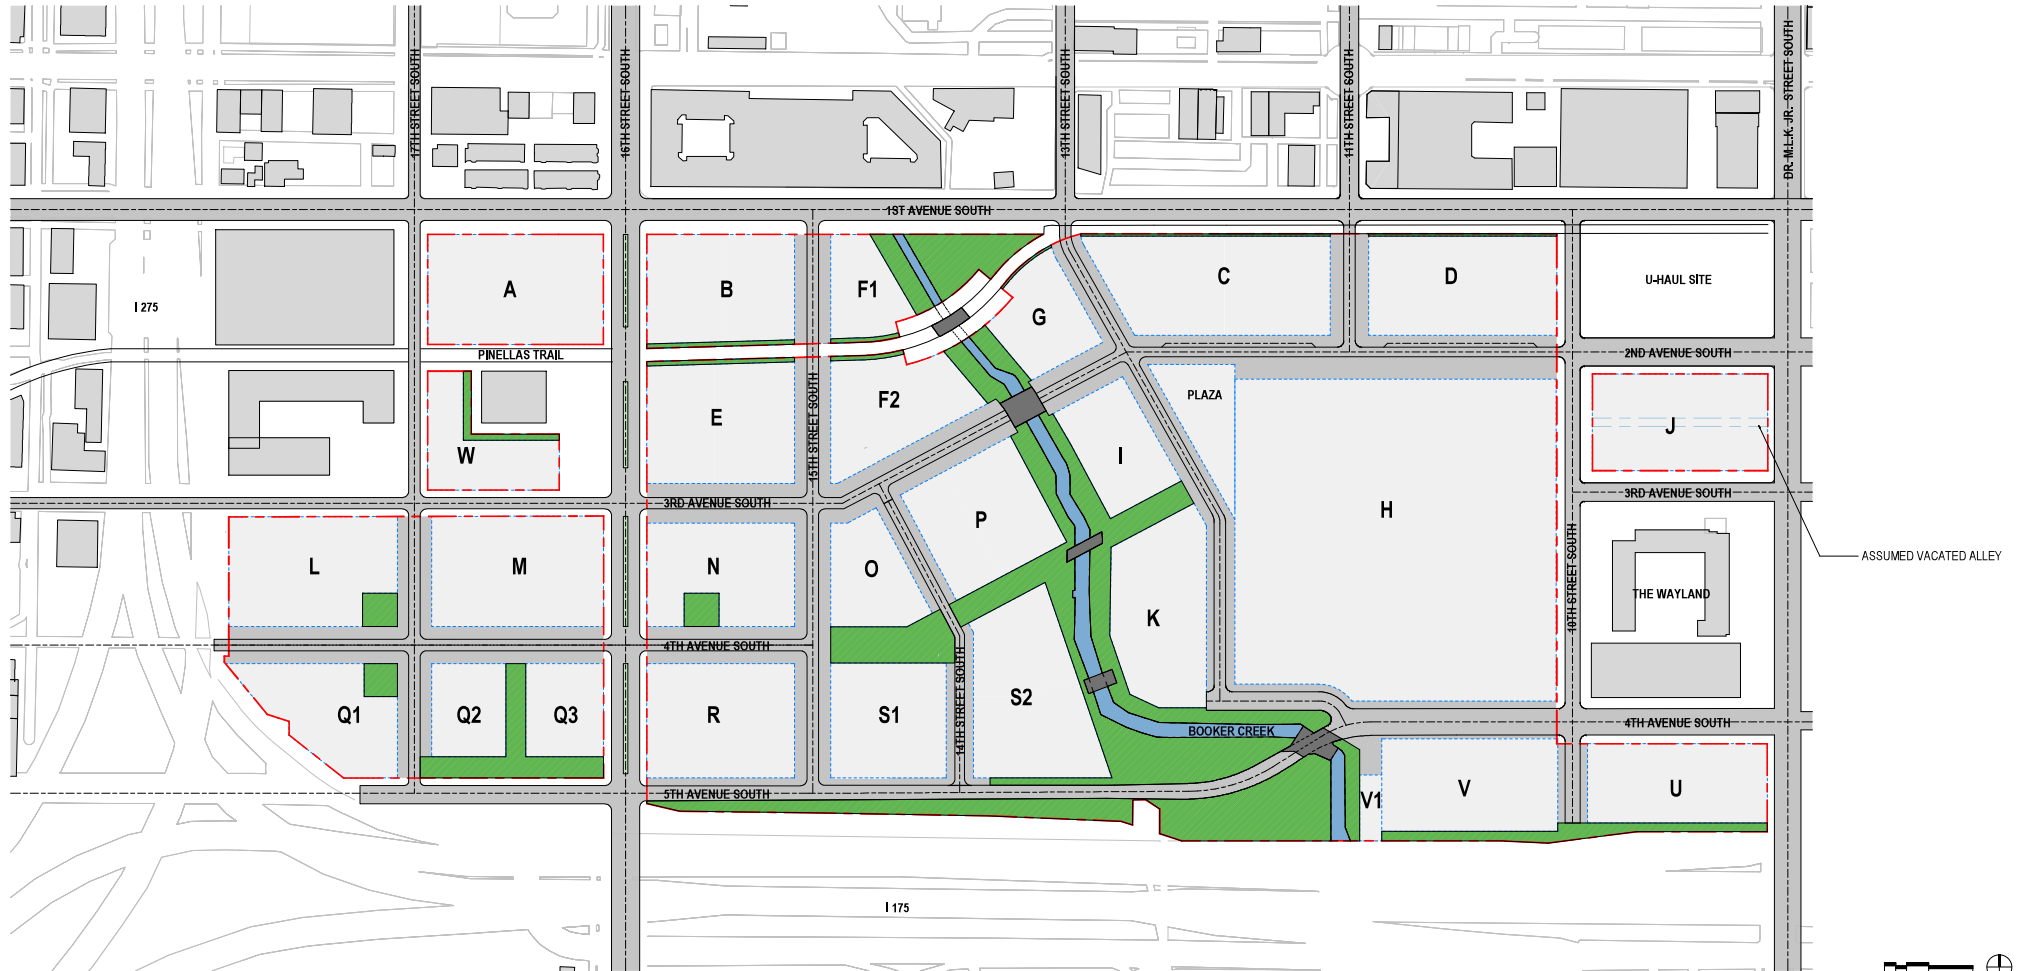 17TH STREET SOUTH
16TH STREET SOUTH
13TH STREET SOUTH
11TH STREET SOUTH
DR. M.L.K. JR. STREET SOUTH
1ST AVENUE SOUTH
A
B
F1
G
C
D
U-HAUL SITE
I 275
PINELLAS TRAIL
2ND AVENUE SOUTH
W
E
15TH STREET SOUTH
F2
PLAZA
I
H
J
3RD AVENUE SOUTH
3RD AVENUE SOUTH
ASSUMED VACATED ALLEY
L
M
N
O
P
K
10TH STREET SOUTH
THE WAYLAND
4TH AVENUE SOUTH
14TH STREET SOUTH
Q1
Q2
Q3
R
S1
S2
BOOKER CREEK
4TH AVENUE SOUTH
5TH AVENUE SOUTH
V1
V
U
I 175